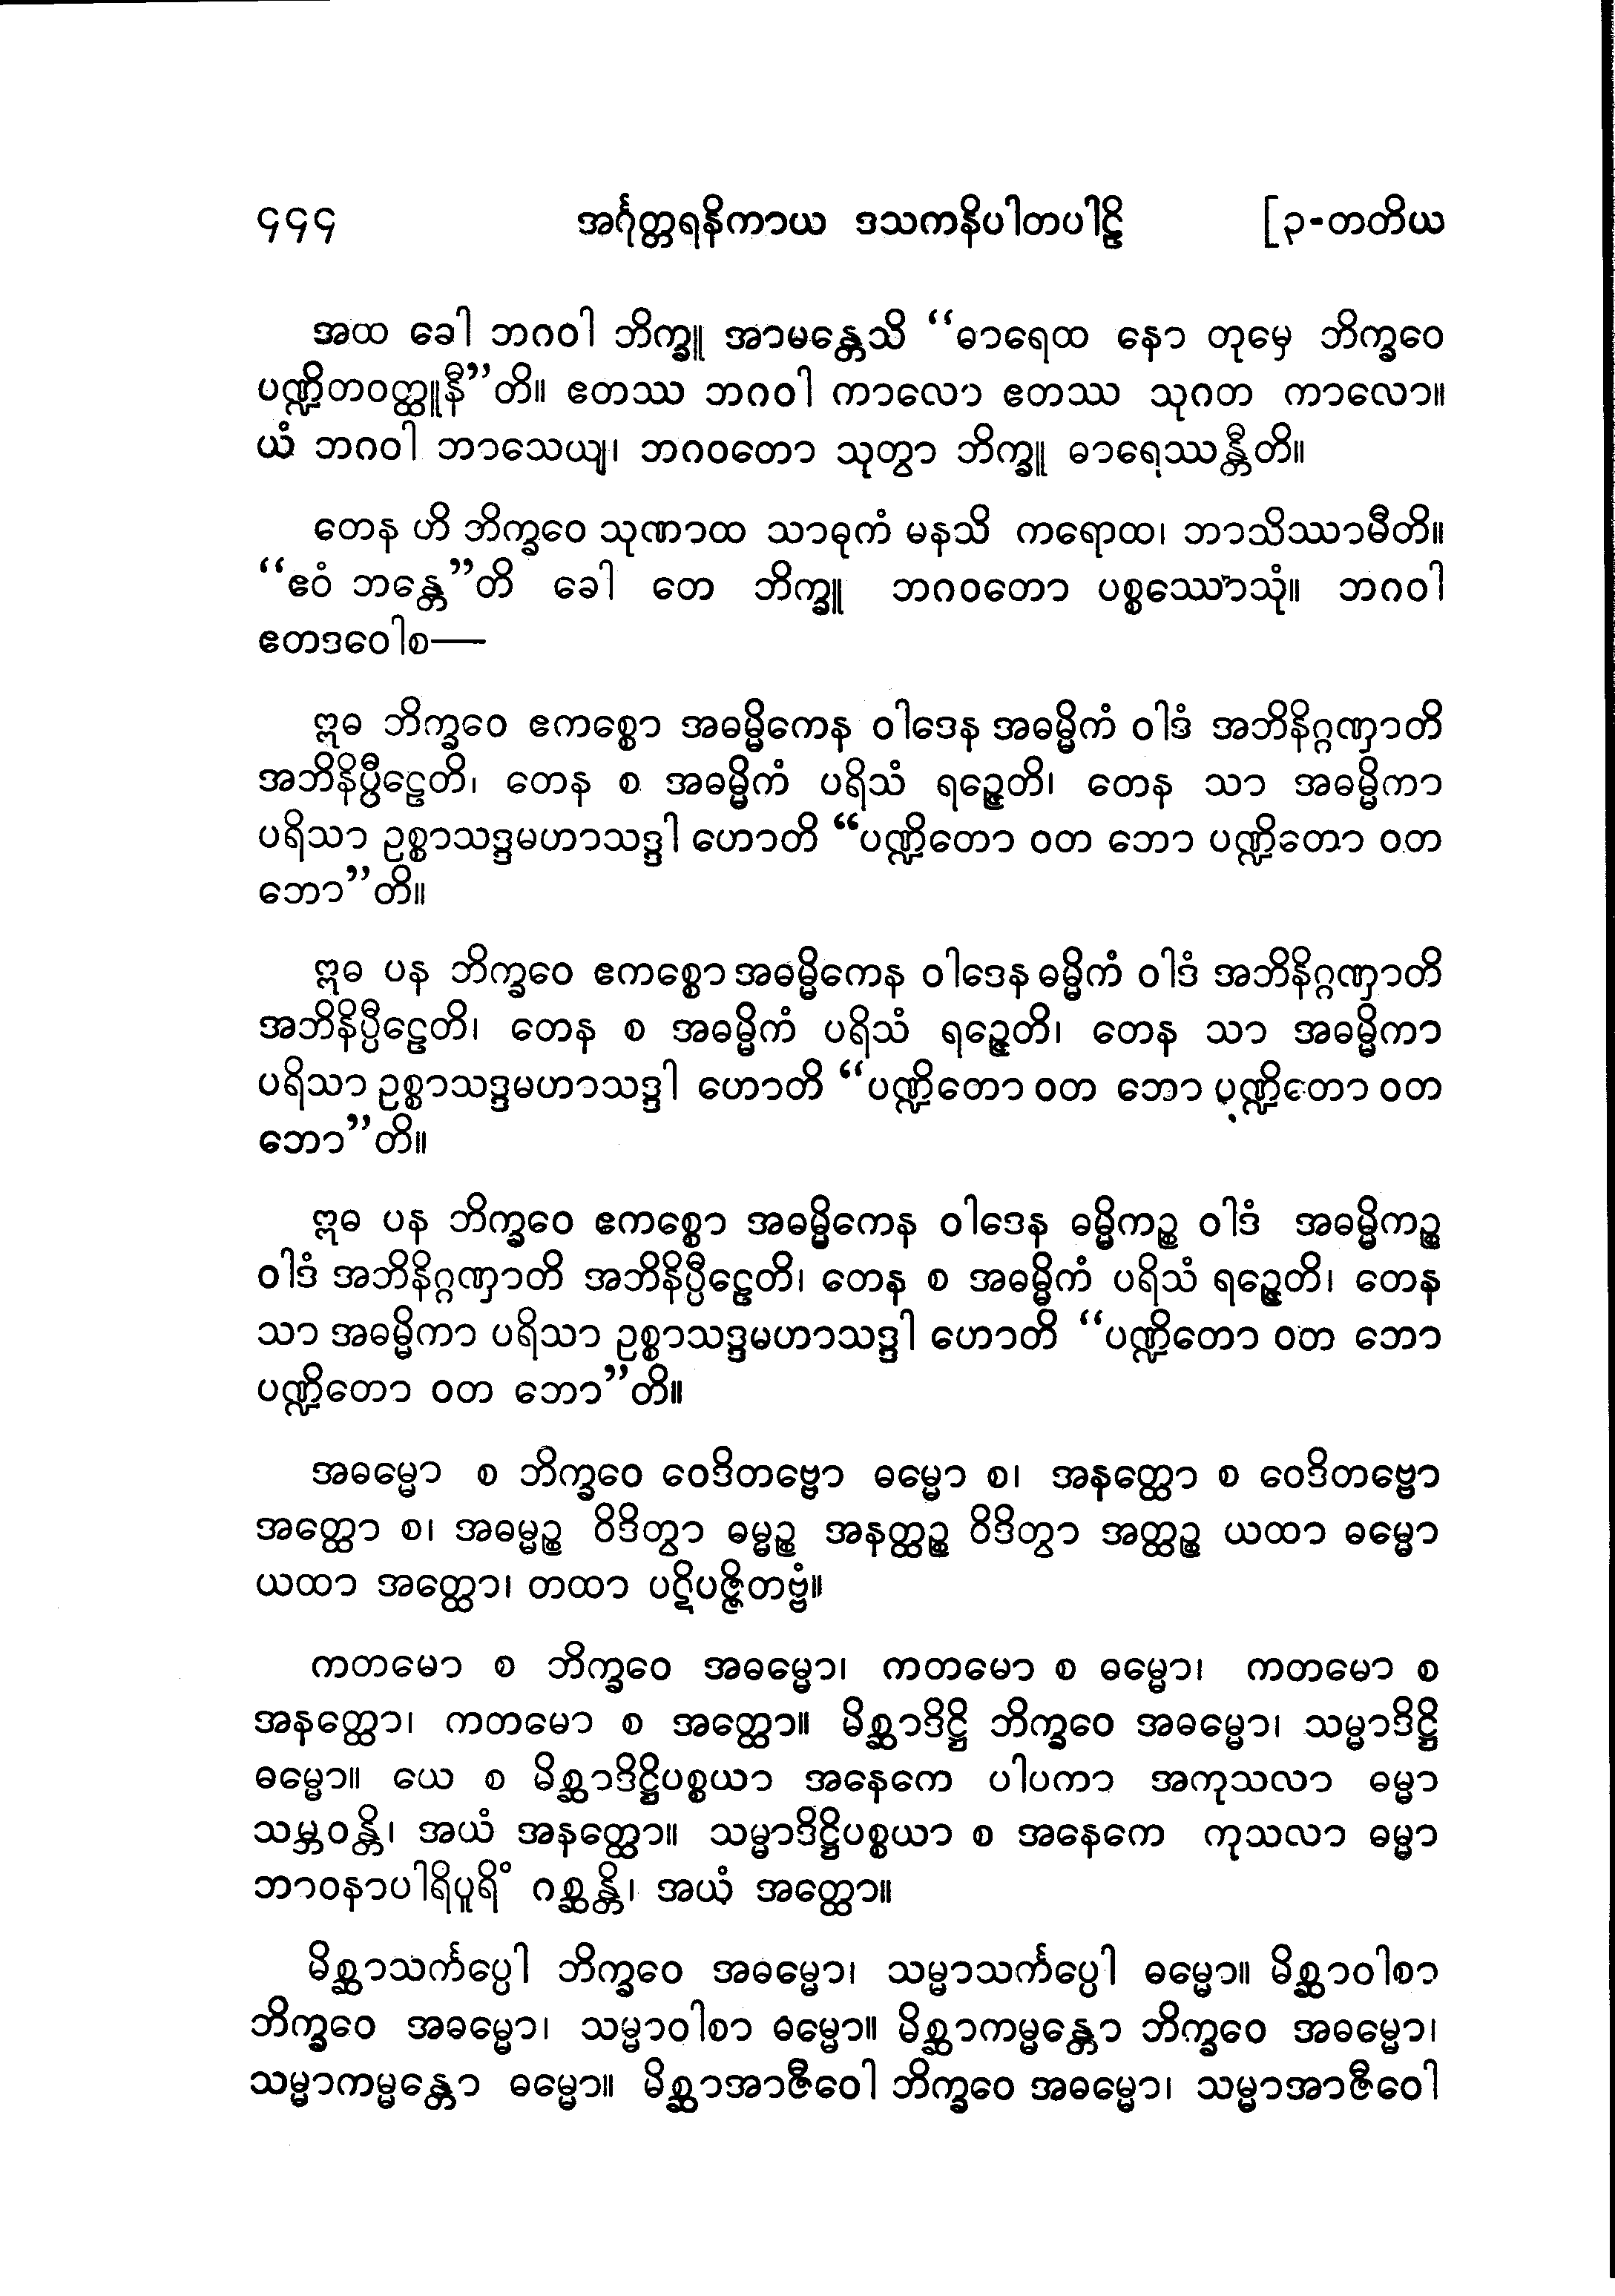 ၄၄၄ အင်္ဂုတ္တရနိကာယ ဒသကနိပါတပါဠိ [၃-တတိယ
အထ ခေါ ဘဂဝါ ဘိက္ခူ အာမန္တေသိ “ဓာရေထ နော တုမှေ ဘိက္ခဝေ
ပဏ္ဍိတဝတ္ထူနီ”တိ။ ဧတဿ ဘဂဝါ ကာလော ဧတဿ သုဂတ ကာလော။
ယံ ဘဂဝါ ဘာသေယျ၊ ဘဂဝတော သုတွာ ဘိက္ခူ ဓာရေဿန္တီတိ။
တေန ဟိ ဘိက္ခဝေ သုဏာထ သာဓုကံ မနသိ ကရောထ၊ ဘာသိဿာမီတိ။
“ဧဝံ ဘန္တေ”တိ ခေါ တေ ဘိက္ခူ ဘဂဝတော ပစ္စဿောသုံ။ ဘဂဝါ
ဧတဒဝေါစ—
ဣဓ ဘိက္ခဝေ ဧကစ္စော အဓမ္မိကေန ဝါဒေန အဓမ္မိကံ ဝါဒံ အဘိနိဂ္ဂဏှာတိ
အဘိနိပ္ပီဠေတိ၊ တေန စ အဓမ္မိကံ ပရိသံ ရဉ္ဇေတိ၊ တေန သာ အဓမ္မိကာ
ပရိသာ ဥစ္စာသဒ္ဒမဟာသဒ္ဒါ ဟောတိ “ပဏ္ဍိတော ဝတ ဘော ပဏ္ဍိတော ဝတ
ဘော”တိ။
ဣဓ ပန ဘိက္ခဝေ ဧကစ္စော အဓမ္မိကေန ဝါဒေန ဓမ္မိကံ ဝါဒံ အဘိနိဂ္ဂဏှာတိ
အဘိနိပ္ပီဠေတိ၊ တေန စ အဓမ္မိကံ ပရိသံ ရဉ္ဇေတိ၊ တေန သာ အဓမ္မိကာ
ပရိသာ ဥစ္စာသဒ္ဒမဟာသဒ္ဒါ ဟောတိ “ပဏ္ဍိတော ဝတ ဘော ပဏ္ဍိတော ဝတ
ဘော”တိ။
ဣဓ ပန ဘိက္ခဝေ ဧကစ္စော အဓမ္မိကေန ဝါဒေန ဓမ္မိကဉ္စ ဝါဒံ အဓမ္မိကဉ္စ
ဝါဒံ အဘိနိဂ္ဂဏှာတိ အဘိနိပ္ပီဠေတိ၊ တေန စ အဓမ္မိကံ ပရိသံ ရဉ္ဇေတိ၊ တေန
သာ အဓမ္မိကာ ပရိသာ ဥစ္စာသဒ္ဒမဟာသဒ္ဒါ ဟောတိ “ပဏ္ဍိတော ဝတ ဘော
ပဏ္ဍိတော ဝတ ဘော”တိ။
အဓမ္မော စ ဘိက္ခဝေ ဝေဒိတဗ္ဗော ဓမ္မော စ၊ အနတ္ထော စ ဝေဒိတဗ္ဗော
အတ္ထော စ၊ အဓမ္မဉ္စ ဝိဒိတွာ ဓမ္မဉ္စ အနတ္ထဉ္စ ဝိဒိတွာ အတ္ထဉ္စ ယထာ ဓမ္မော
ယထာ အတ္ထော၊ တထာ ပဋိပဇ္ဇိတဗ္ဗံ။
ကတမော စ ဘိက္ခဝေ အဓမ္မော၊ ကတမော စ ဓမ္မော၊ ကတမော စ
အနတ္ထော၊ ကတမော စ အတ္ထော။ မိစ္ဆာဒိဋ္ဌိ ဘိက္ခဝေ အဓမ္မော၊ သမ္မာဒိဋ္ဌိ
ဓမ္မော။ ယေ စ မိစ္ဆာဒိဋ္ဌိပစ္စယာ အနေကေ ပါပကာ အကုသလာ ဓမ္မာ
သမ္ဘဝန္တိ၊ အယံ အနတ္ထော။ သမ္မာဒိဋ္ဌိပစ္စယာ စ အနေကေ ကုသလာ ဓမ္မာ
ဘာဝနာပါရိပူရိံ ဂစ္ဆန္တိ၊ အယံ အတ္ထော။
မိစ္ဆာသင်္ကပ္ပေါ ဘိက္ခဝေ အဓမ္မော၊ သမ္မာသင်္ကပ္ပေါ ဓမ္မော။ မိစ္ဆာဝါစာ
ဘိက္ခဝေ အဓမ္မော၊ သမ္မာဝါစာ ဓမ္မော။ မိစ္ဆာကမ္မန္တော ဘိက္ခဝေ အဓမ္မော၊
သမ္မာကမ္မန္တော ဓမ္မော။ မိစ္ဆာအာဇီဝေါ ဘိက္ခဝေ အဓမ္မော၊ သမ္မာအာဇီဝေါ